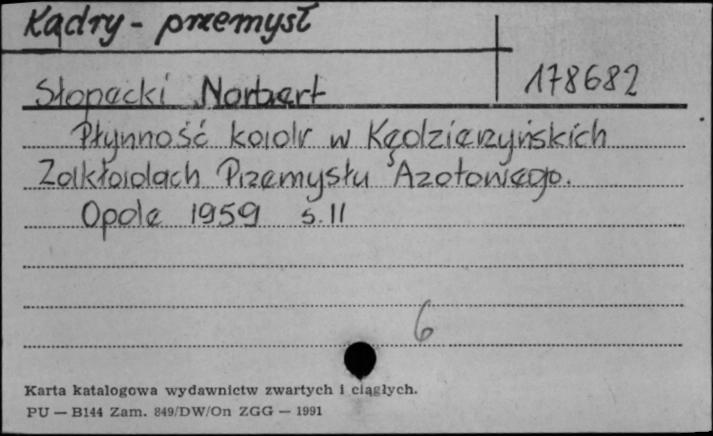 Kadry - przemysł
178682
Słopecki Norbert
Płynność kadr w Kędzierzyńskich
Zakładach Przemysłu Azotowego.
Opole 1959 s. 11
6
Karta katalogowa wydawnictw zwartych i ciągłych.
PU — B144 Zam. 849/DW/On ZGG — 1991